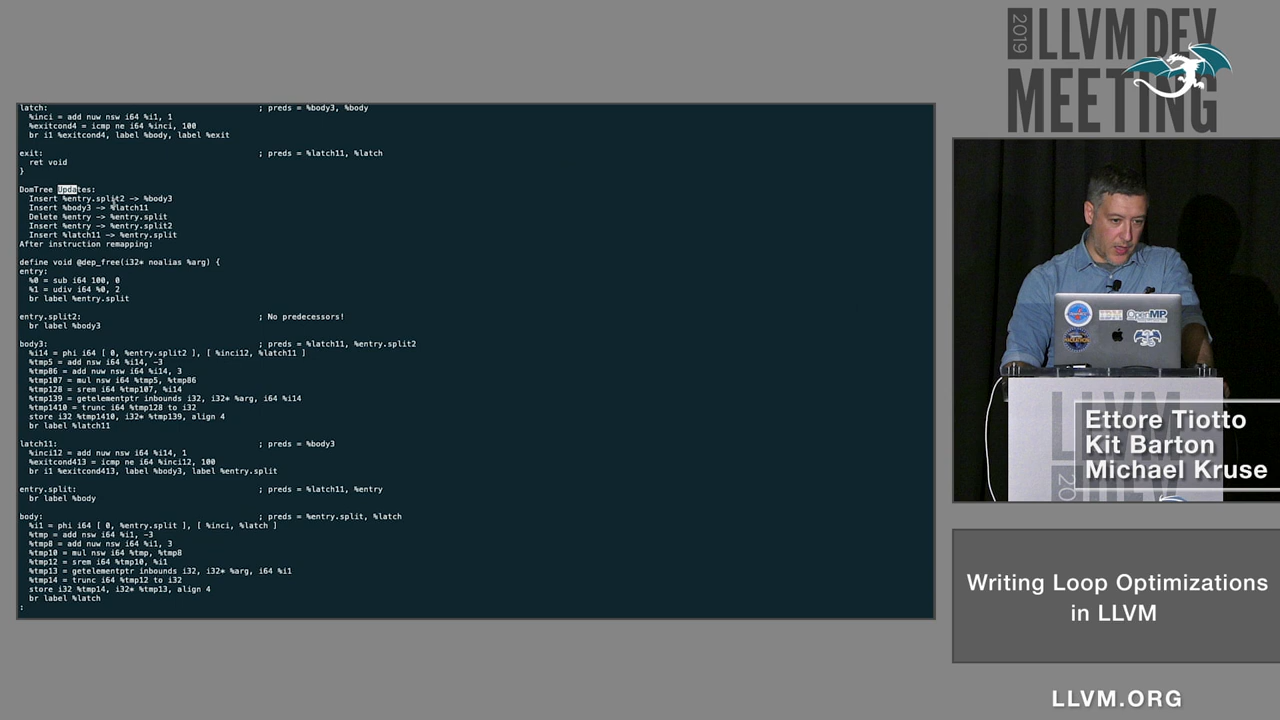 2019
LLVM DEV
MEETING
latch: ; preds = %body3, %body
%inci = add nuw nsw i64 %i1, 1
%exitcond4 = icmp ne i64 %inci, 100
br i1 %exitcond4, label %body, label %exit
exit: ; preds = %latch11, %latch
ret void
}
DomTree Updates:
Insert %entry.split2 -> %body3
Insert %body3 -> %latch11
Delete %entry -> %entry.split
Insert %entry -> %entry.split2
Insert %latch11 -> %entry.split
After instruction remapping:
define void @dep_free(i32* noalias %arg) {
entry:
%0 = sub i64 100, 0
%1 = udiv i64 %0, 2
br label %entry.split
entry.split2: ; No predecessors!
br label %body3
body3: ; preds = %latch11, %entry.split2
%i14 = phi i64 [ 0, %entry.split2 ], [ %inci12, %latch11 ]
%tmp5 = add nsw i64 %i14, -3
%tmp86 = add nuw nsw i64 %i14, 3
%tmp107 = mul nsw i64 %tmp5, %tmp86
%tmp128 = srem i64 %tmp107, %i14
%tmp139 = getelementptr inbounds i32, i32* %arg, i64 %i14
%tmp1410 = trunc i64 %tmp128 to i32
store i32 %tmp1410, i32* %tmp139, align 4
br label %latch11
latch11: ; preds = %body3
%inci12 = add nuw nsw i64 %i14, 1
%exitcond413 = icmp ne i64 %inci12, 100
br i1 %exitcond413, label %body3, label %entry.split
entry.split: ; preds = %latch11, %entry
br label %body
body: ; preds = %entry.split, %latch
%i1 = phi i64 [ 0, %entry.split ], [ %inci, %latch ]
%tmp = add nsw i64 %i1, -3
%tmp8 = add nuw nsw i64 %i1, 3
%tmp10 = mul nsw i64 %tmp, %tmp8
%tmp12 = srem i64 %tmp10, %i1
%tmp13 = getelementptr inbounds i32, i32* %arg, i64 %i1
%tmp14 = trunc i64 %tmp12 to i32
store i32 %tmp14, i32* %tmp13, align 4
br label %latch
:
OpenMP
LLVM
20
Ettore Tiotto
Kit Barton
Michael Kruse
Writing Loop Optimizations
in LLVM
LLVM.ORG